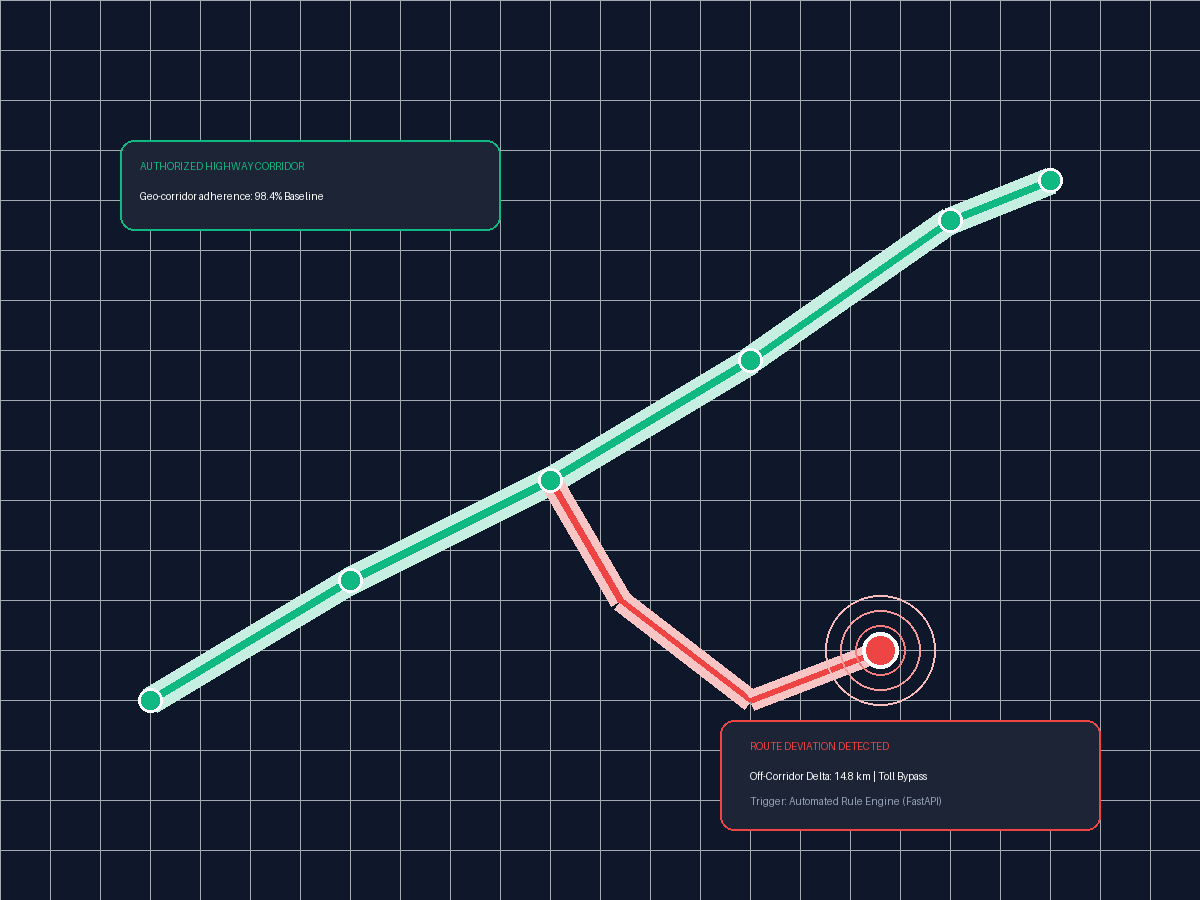 AUTHORIZED HIGHWAY CORRIDOR
Geo-corridor adherence: 98.4% Baseline
ROUTE DEVIATION DETECTED
Off-Corridor Delta: 14.8 km | Toll Bypass
Trigger: Automated Rule Engine (FastAPI)